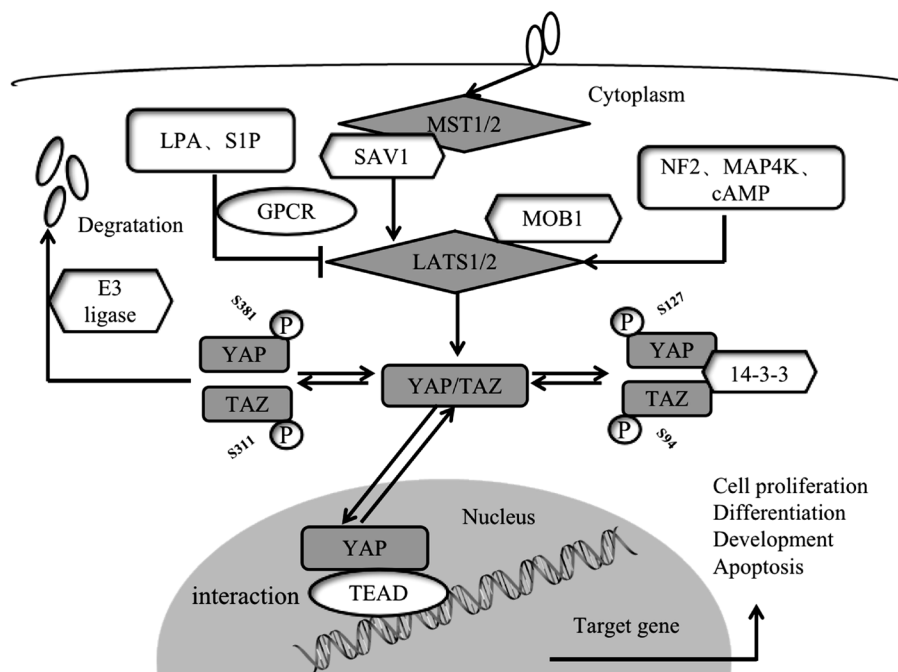 Cytoplasm
MST1/2
LPA、S1P
SAV1
NF2、MAP4K、
cAMP
GPCR
MOB1
Degratation
LATS1/2
E3
ligase
S381
P
YAP
TAZ
P
S311
YAP/TAZ
S127
P
YAP
14-3-3
TAZ
P
S94
Cell proliferation
Differentiation
Development
Apoptosis
Nucleus
YAP
interaction
TEAD
Target gene